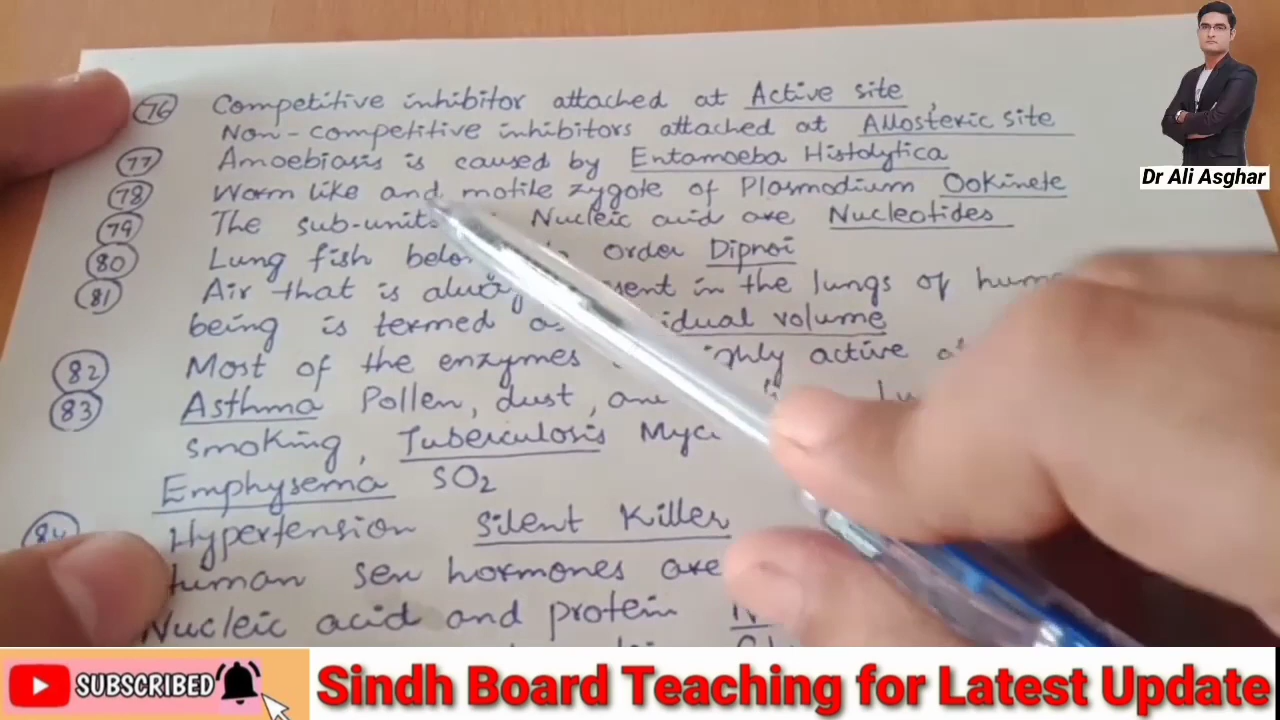 76 Competitive inhibitor attached at Active site,
Non-competitive inhibitors attached at Allosteric site
77 Amoebiasis is caused by Entamoeba Histolytica
78 Worm like and motile zygote of Plasmodium Ookinete
79 The sub-units Nucleic acid are Nucleotides
80 Lung fish order Dipnoi
81 Air that is in the lungs of
being is termed volume
82 Most of the enzymes active
83 Asthma Pollen, dust,
smoking, Tuberculosis
Emphysema SO2
Hypertension Silent Killer
human sex hormones are
Nucleic acid and protein
Dr Ali Asghar
SUBSCRIBED Sindh Board Teaching for Latest Update